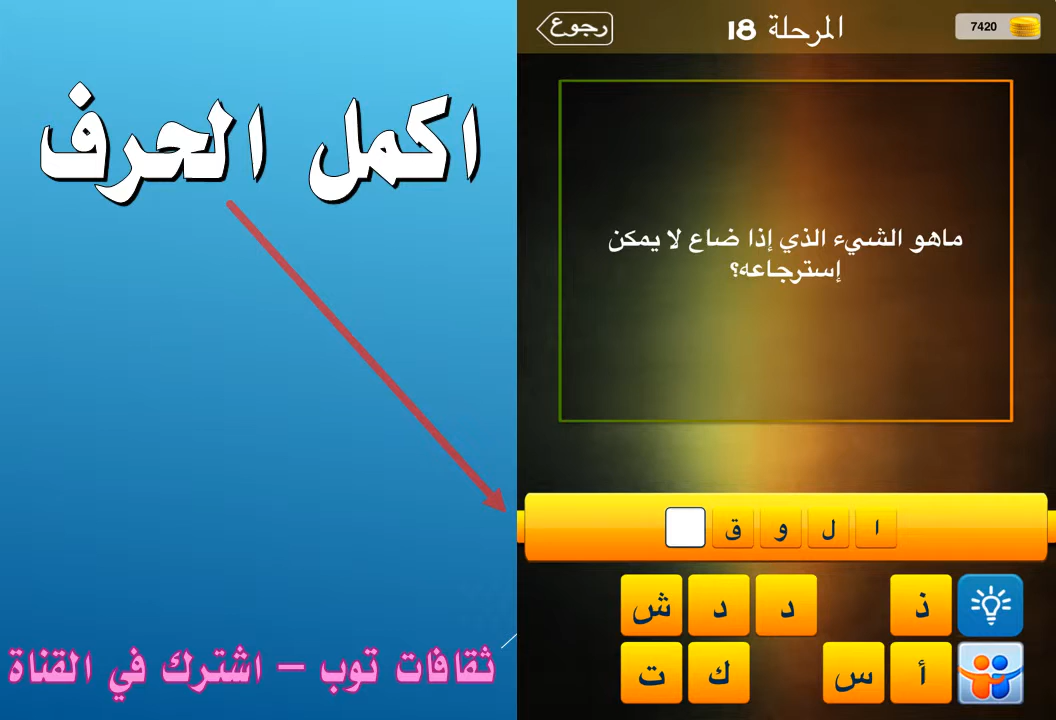 اكمل الحرف
ثقافات توب – اشترك في القناة
رجوع
المرحلة 18
7420
ماهو الشيء الذي إذا ضاع لا يمكن
إسترجاعه؟
ا ل و ق
ذ د د ش
أ س ك ت